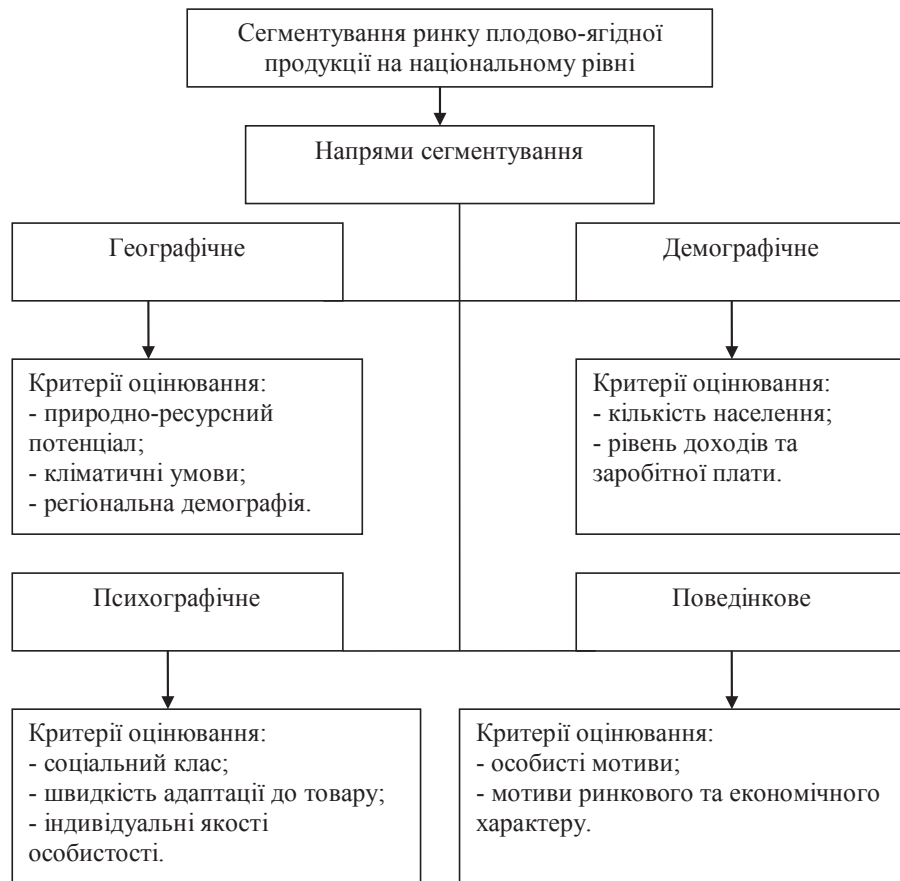 Сегментування ринку плодово-ягідної
продукції на національному рівні
Напрями сегментування
Географічне
Демографічне
Критерії оцінювання:
- природно-ресурсний
потенціал;
- кліматичні умови;
- регіональна демографія.
Критерії оцінювання:
- кількість населення;
- рівень доходів та
заробітної плати.
Психографічне
Поведінкове
Критерії оцінювання:
- соціальний клас;
- швидкість адаптації до товару;
- індивідуальні якості
особистості.
Критерії оцінювання:
- особисті мотиви;
- мотиви ринкового та економічного
характеру.